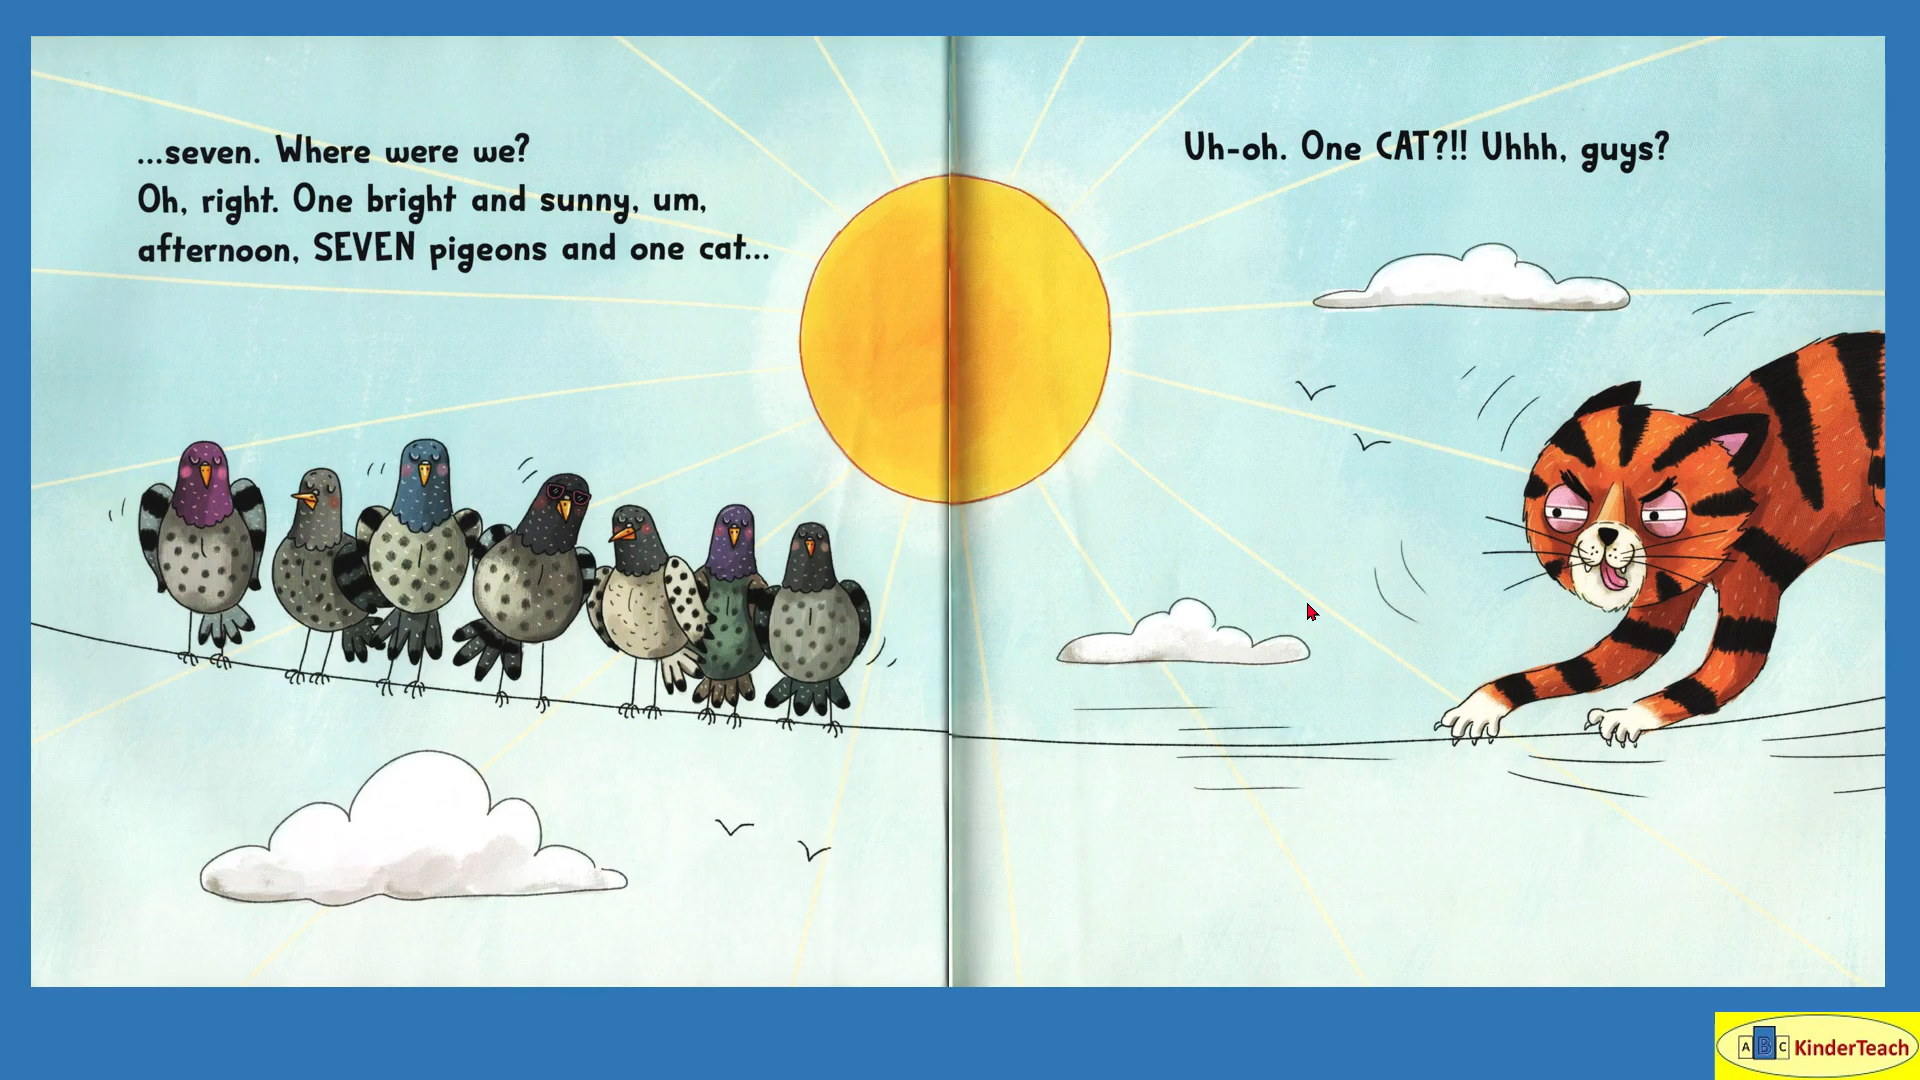 ...seven. Where were we?
Oh, right. One bright and sunny, um,
afternoon, SEVEN pigeons and one cat...
Uh-oh. One CAT?!! Uhhh, guys?
A B C KinderTeach